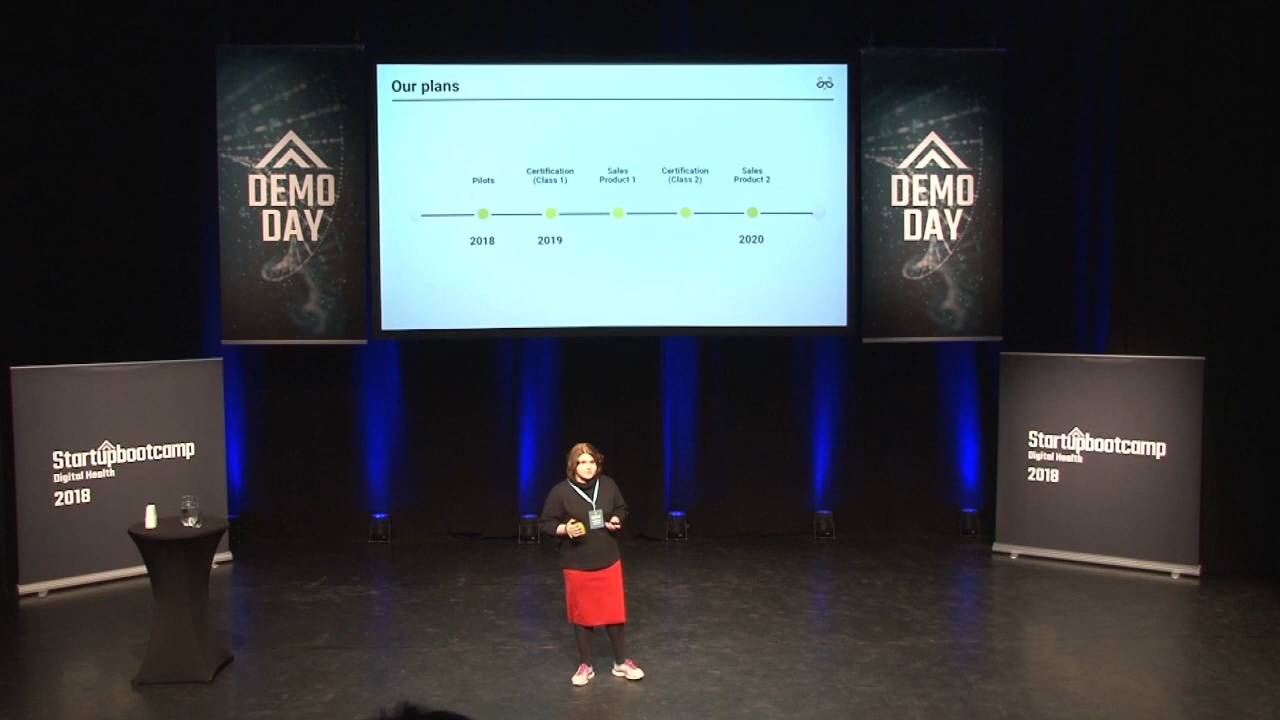 Our plans
Pilots
Certification
(Class 1)
Sales
Product 1
Certification
(Class 2)
Sales
Product 2
2018
2019
2020
DEMO
DAY
DEMO
DAY
Startupbootcamp
Digital Health
2018
Startupbootcamp
Digital Health
2018